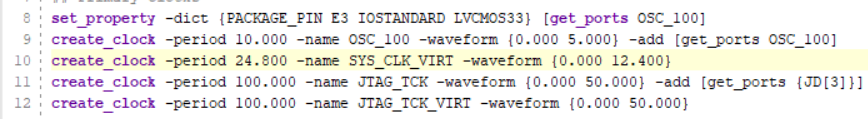 8 set_property -dict {PACKAGE_PIN E3 IOSTANDARD LVCMOS33} [get_ports OSC_100]
9 create_clock -period 10.000 -name OSC_100 -waveform {0.000 5.000} -add [get_ports OSC_100]
10 create_clock -period 24.800 -name SYS_CLK_VIRT -waveform {0.000 12.400}
11 create_clock -period 100.000 -name JTAG_TCK -waveform {0.000 50.000} -add [get_ports {JD[3]}]
12 create_clock -period 100.000 -name JTAG_TCK_VIRT -waveform {0.000 50.000}